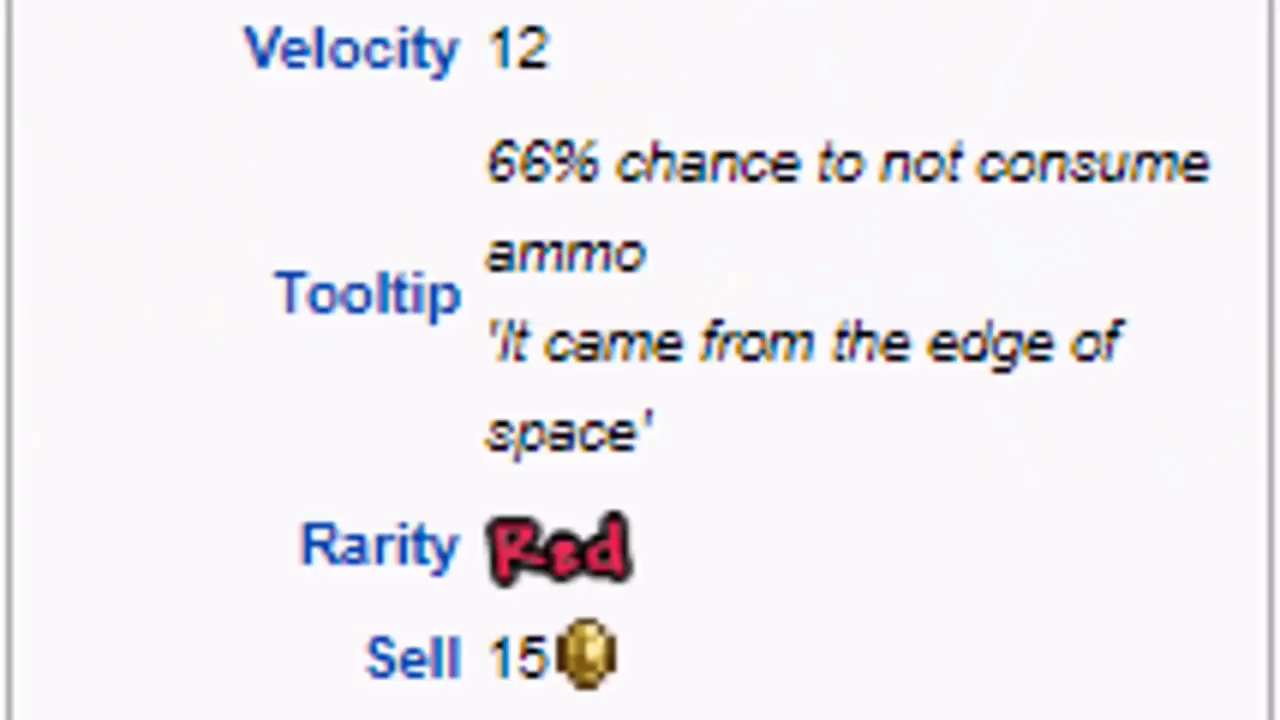 Velocity 12
66% chance to not consume
ammo
Tooltip
'It came from the edge of
space'
Rarity Red
Sell 15